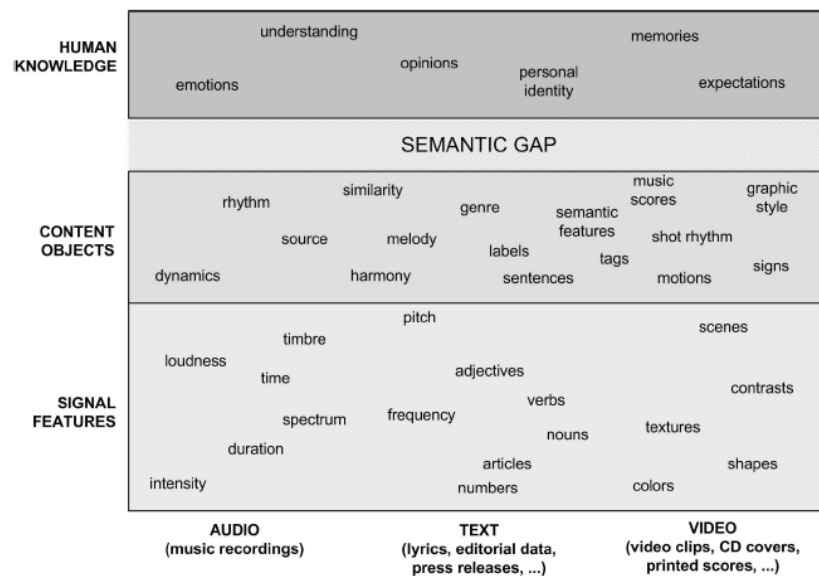 HUMAN
KNOWLEDGE
understanding
memories
opinions
emotions
personal
identity
expectations
SEMANTIC GAP
CONTENT
OBJECTS
rhythm
similarity
genre
music
scores
graphic
style
semantic
features
source
melody
labels
shot rhythm
tags
dynamics
harmony
sentences
motions
signs
SIGNAL
FEATURES
pitch
scenes
timbre
loudness
time
adjectives
contrasts
verbs
spectrum
frequency
nouns
textures
duration
articles
shapes
intensity
numbers
colors
AUDIO
(music recordings)
TEXT
(lyrics, editorial data,
press releases, ...)
VIDEO
(video clips, CD covers,
printed scores, ...)